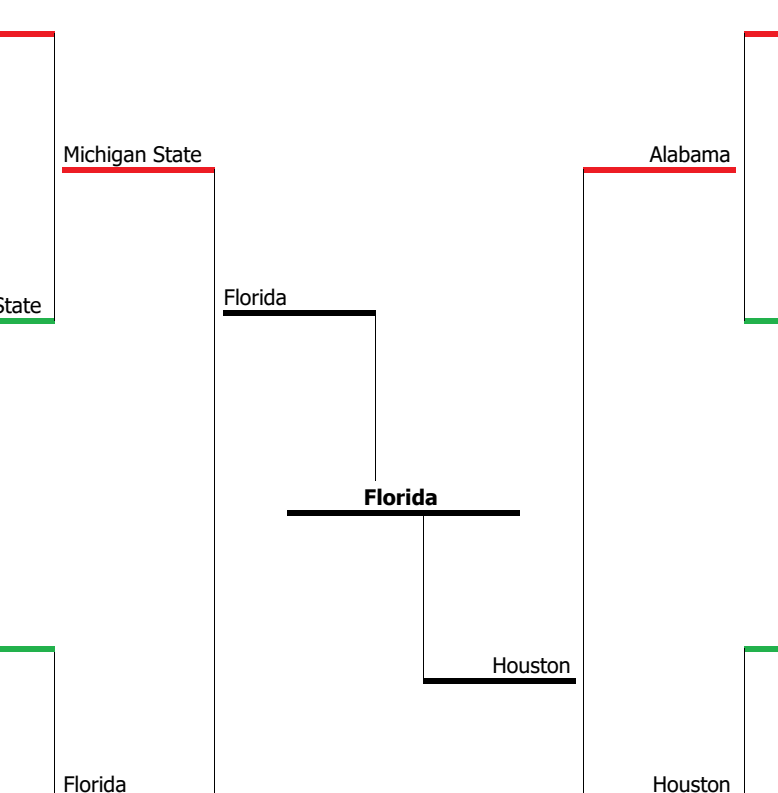 Michigan State
Alabama
Florida
State
Florida
Houston
Florida
Houston